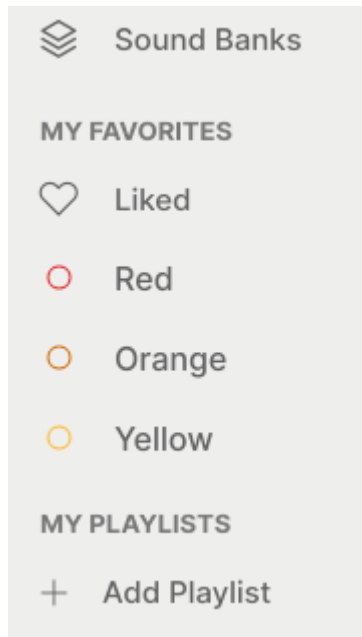 Sound Banks
MY FAVORITES
Liked
Red
Orange
Yellow
MY PLAYLISTS
Add Playlist